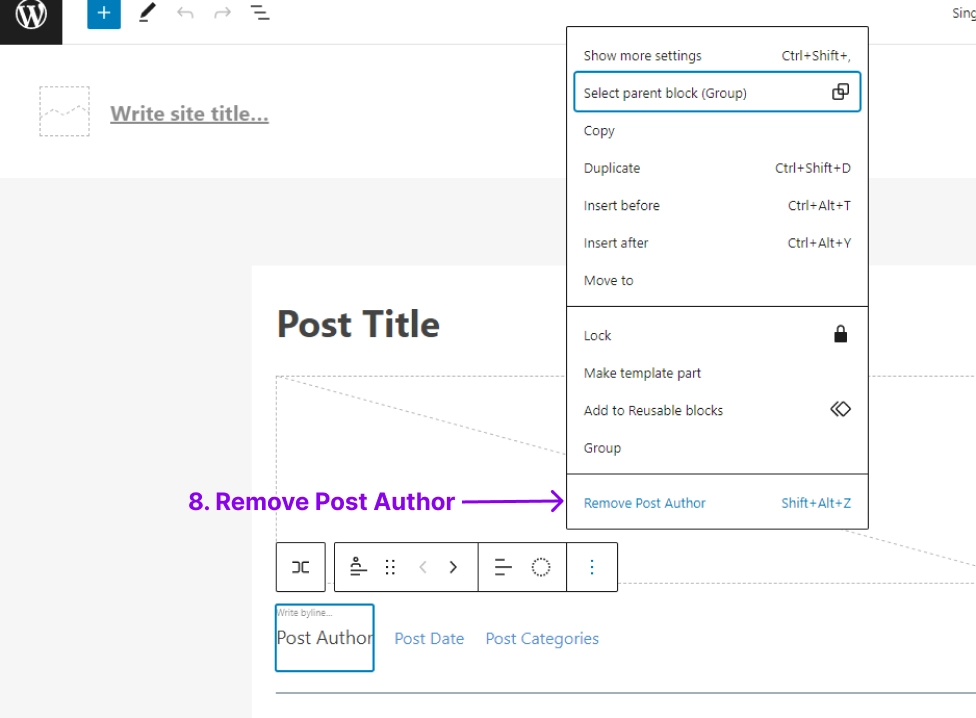 Sing
Write site title...
Show more settings Ctrl+Shift+,
Select parent block (Group)
Copy
Duplicate Ctrl+Shift+D
Insert before Ctrl+Alt+T
Insert after Ctrl+Alt+Y
Move to
Post Title
Lock
Make template part
Add to Reusable blocks
Group
8. Remove Post Author
Remove Post Author Shift+Alt+Z
Write byline...
Post Author Post Date Post Categories